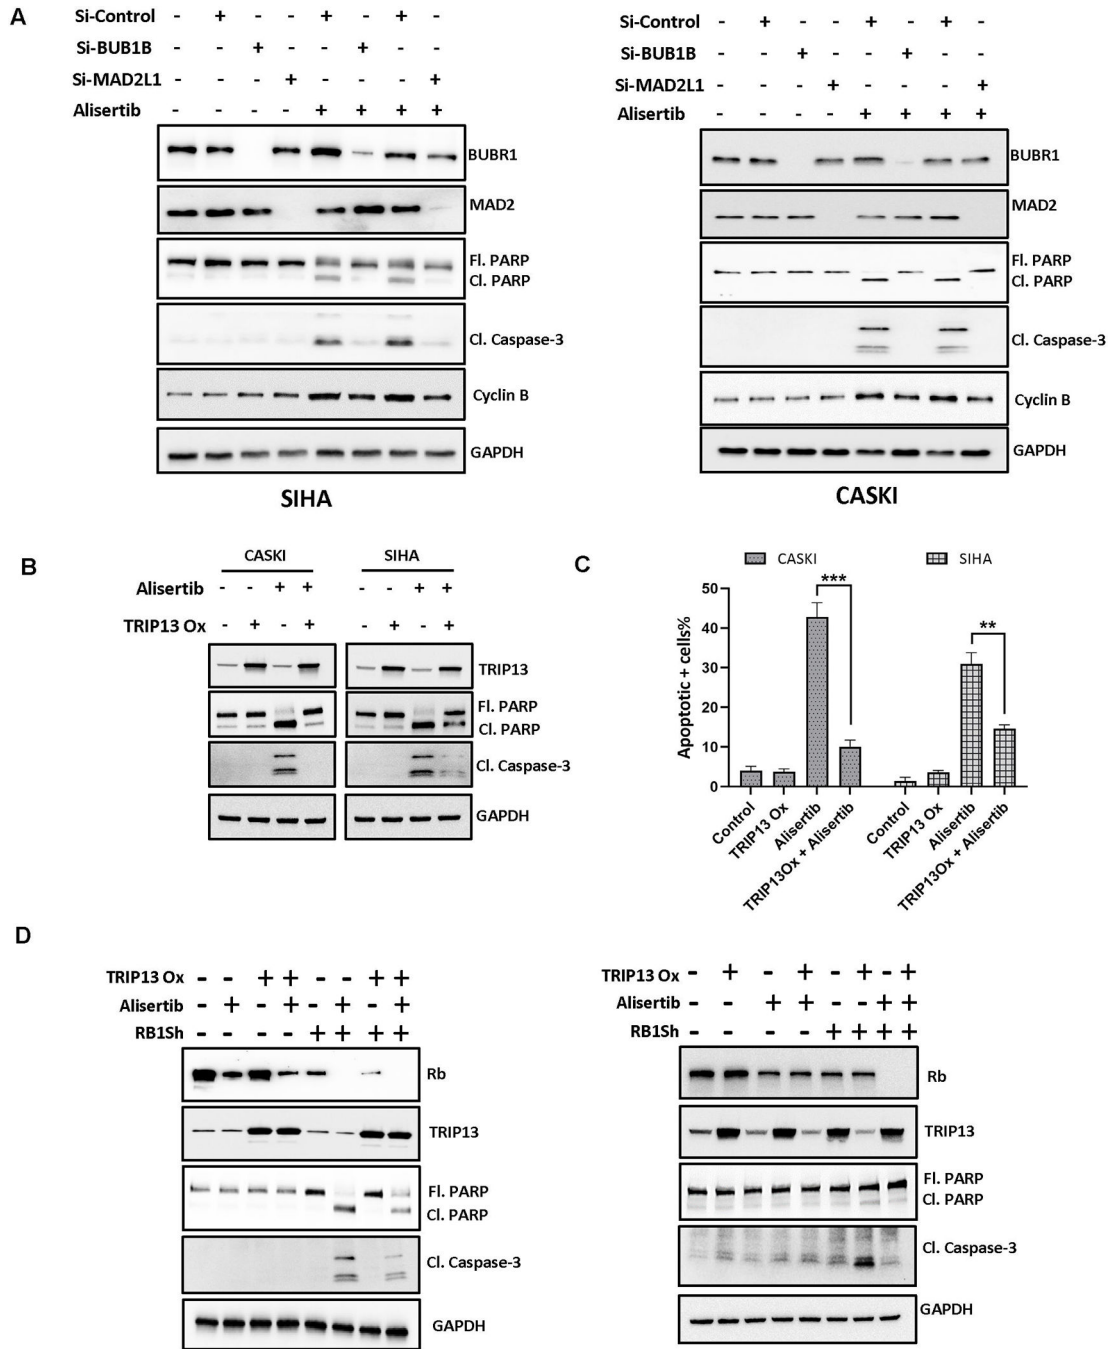 A
Si-Control - + - - + - + -
Si-BUB1B - - + - - + - -
Si-MAD2L1 - - - + - - - +
Alisertib - - - - + + + +
BUBR1
MAD2
Fl. PARP
Cl. PARP
Cl. Caspase-3
Cyclin B
GAPDH
SIHA
Si-Control - + - - + - + -
Si-BUB1B - - + - - + - -
Si-MAD2L1 - - - + - - - +
Alisertib - - - - + + + +
BUBR1
MAD2
Fl. PARP
Cl. PARP
Cl. Caspase-3
Cyclin B
GAPDH
CASKI
B
CASKI SIHA
Alisertib - - + + - - + +
TRIP13 Ox - + - + - + - +
TRIP13
Fl. PARP
Cl. PARP
Cl. Caspase-3
GAPDH
C
CASKI SIHA
Apoptotic + cells%
50
40
30
20
10
0
***
**
Control
TRIP13 Ox
Alisertib
TRIP13Ox + Alisertib
Control
TRIP13 Ox
Alisertib
TRIP13Ox + Alisertib
D
TRIP13 Ox - - + + - - + +
Alisertib - + - + - + - +
RB1Sh - - - - + + + +
Rb
TRIP13
Fl. PARP
Cl. PARP
Cl. Caspase-3
GAPDH
TRIP13 Ox - + - + - + - +
Alisertib - - + + - - + +
RB1Sh - - - - + + + +
Rb
TRIP13
Fl. PARP
Cl. PARP
Cl. Caspase-3
GAPDH